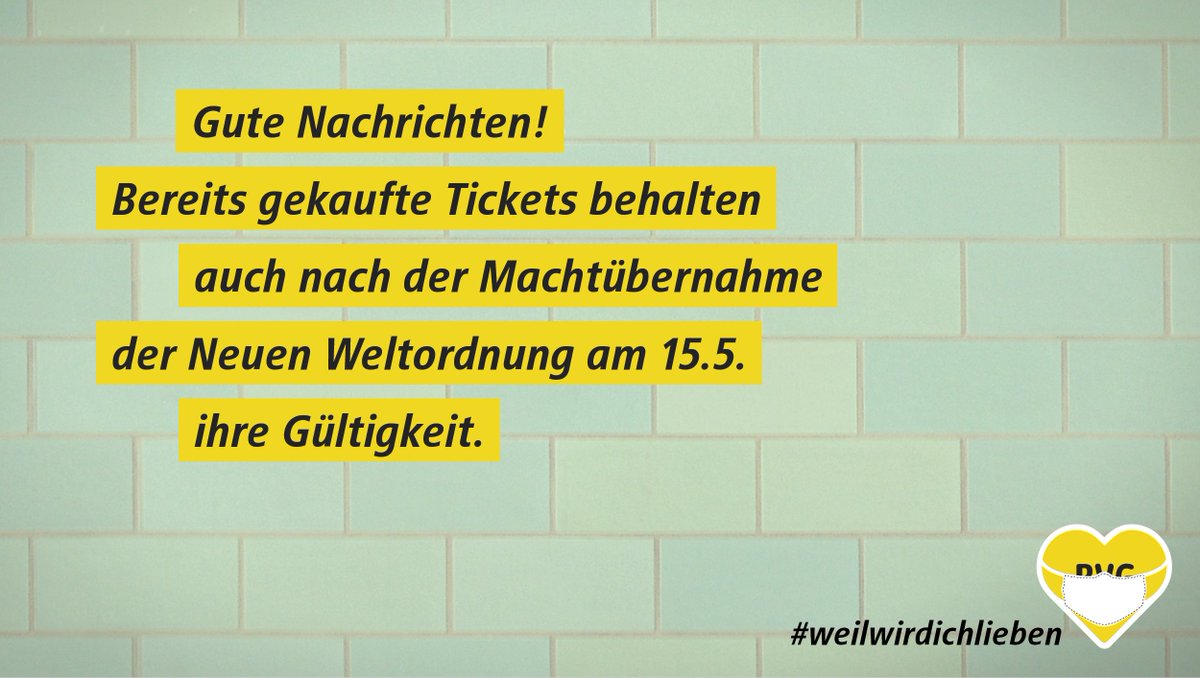 Gute Nachrichten!
Bereits gekaufte Tickets behalten
auch nach der Machtübernahme
der Neuen Weltordnung am 15.5.
ihre Gültigkeit.
BVG
#weilwirdichlieben